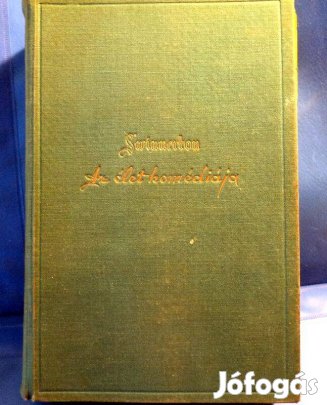 Swinnerton
Az élet komédiája
Jófogás